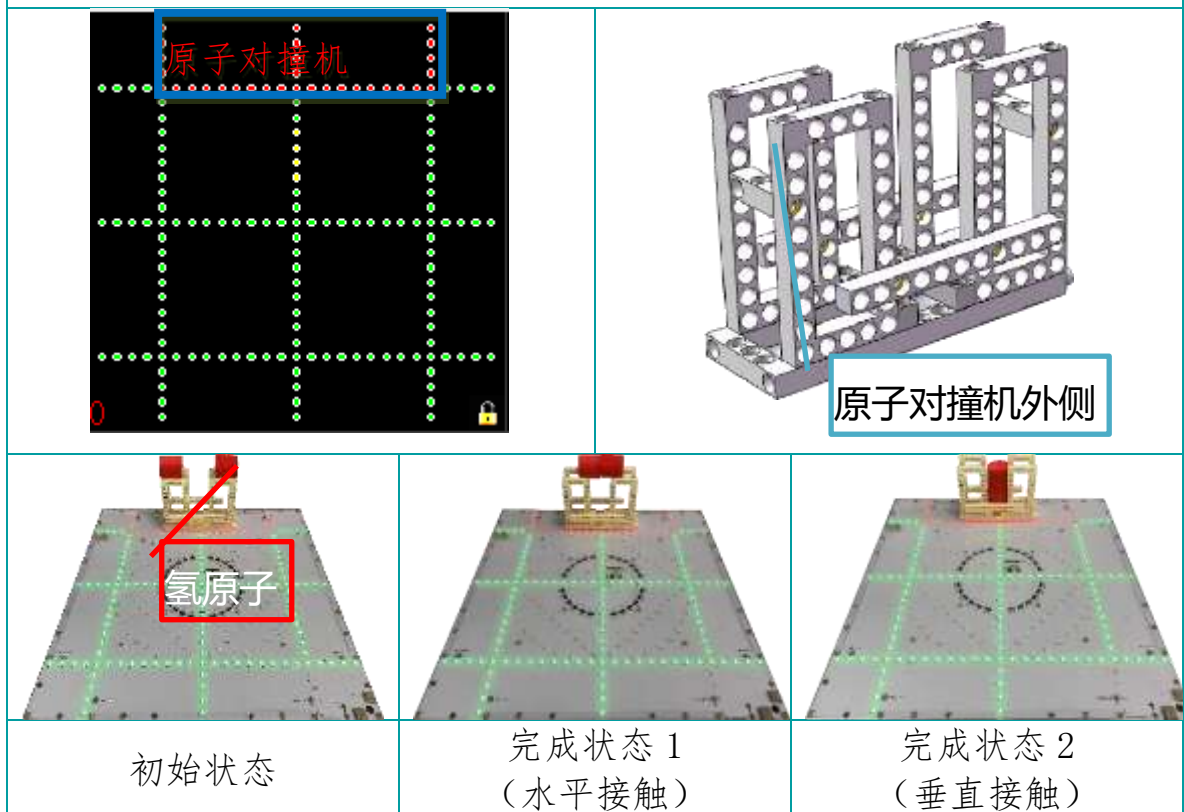 原子对撞机
原子对撞机外侧
氢原子
初始状态
完成状态 1
（水平接触）
完成状态 2
（垂直接触）